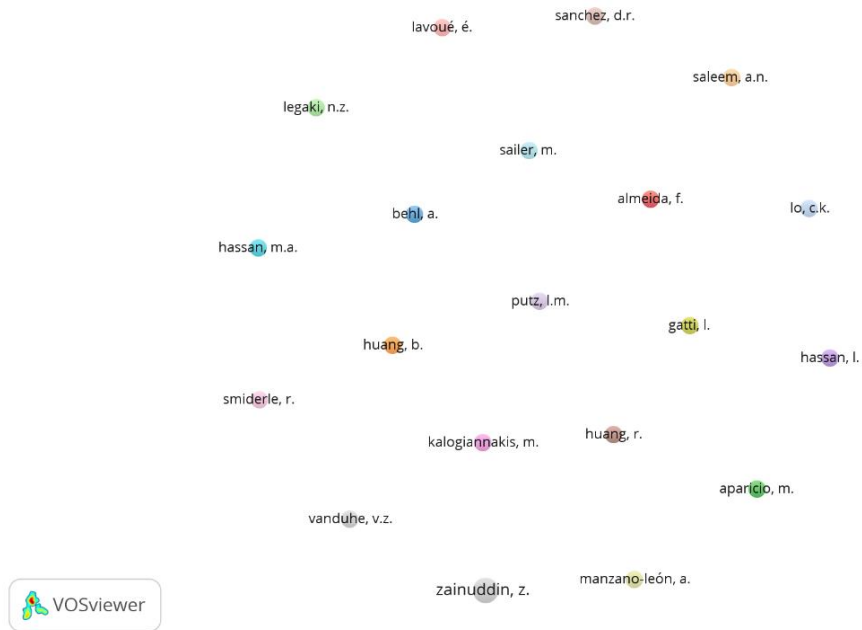 sanchez, d.r.
lavoué, é.
saleem, a.n.
legaki, n.z.
sailer, m.
almeida, f.
lo, c.k.
behl, a.
hassan, m.a.
putz, l.m.
gatti, l.
huang, b.
hassan, l.
smiderle, r.
huang, r.
kalogiannakis, m.
aparicio, m.
vanduhe, v.z.
manzano-león, a.
zainuddin, z.
VOSviewer